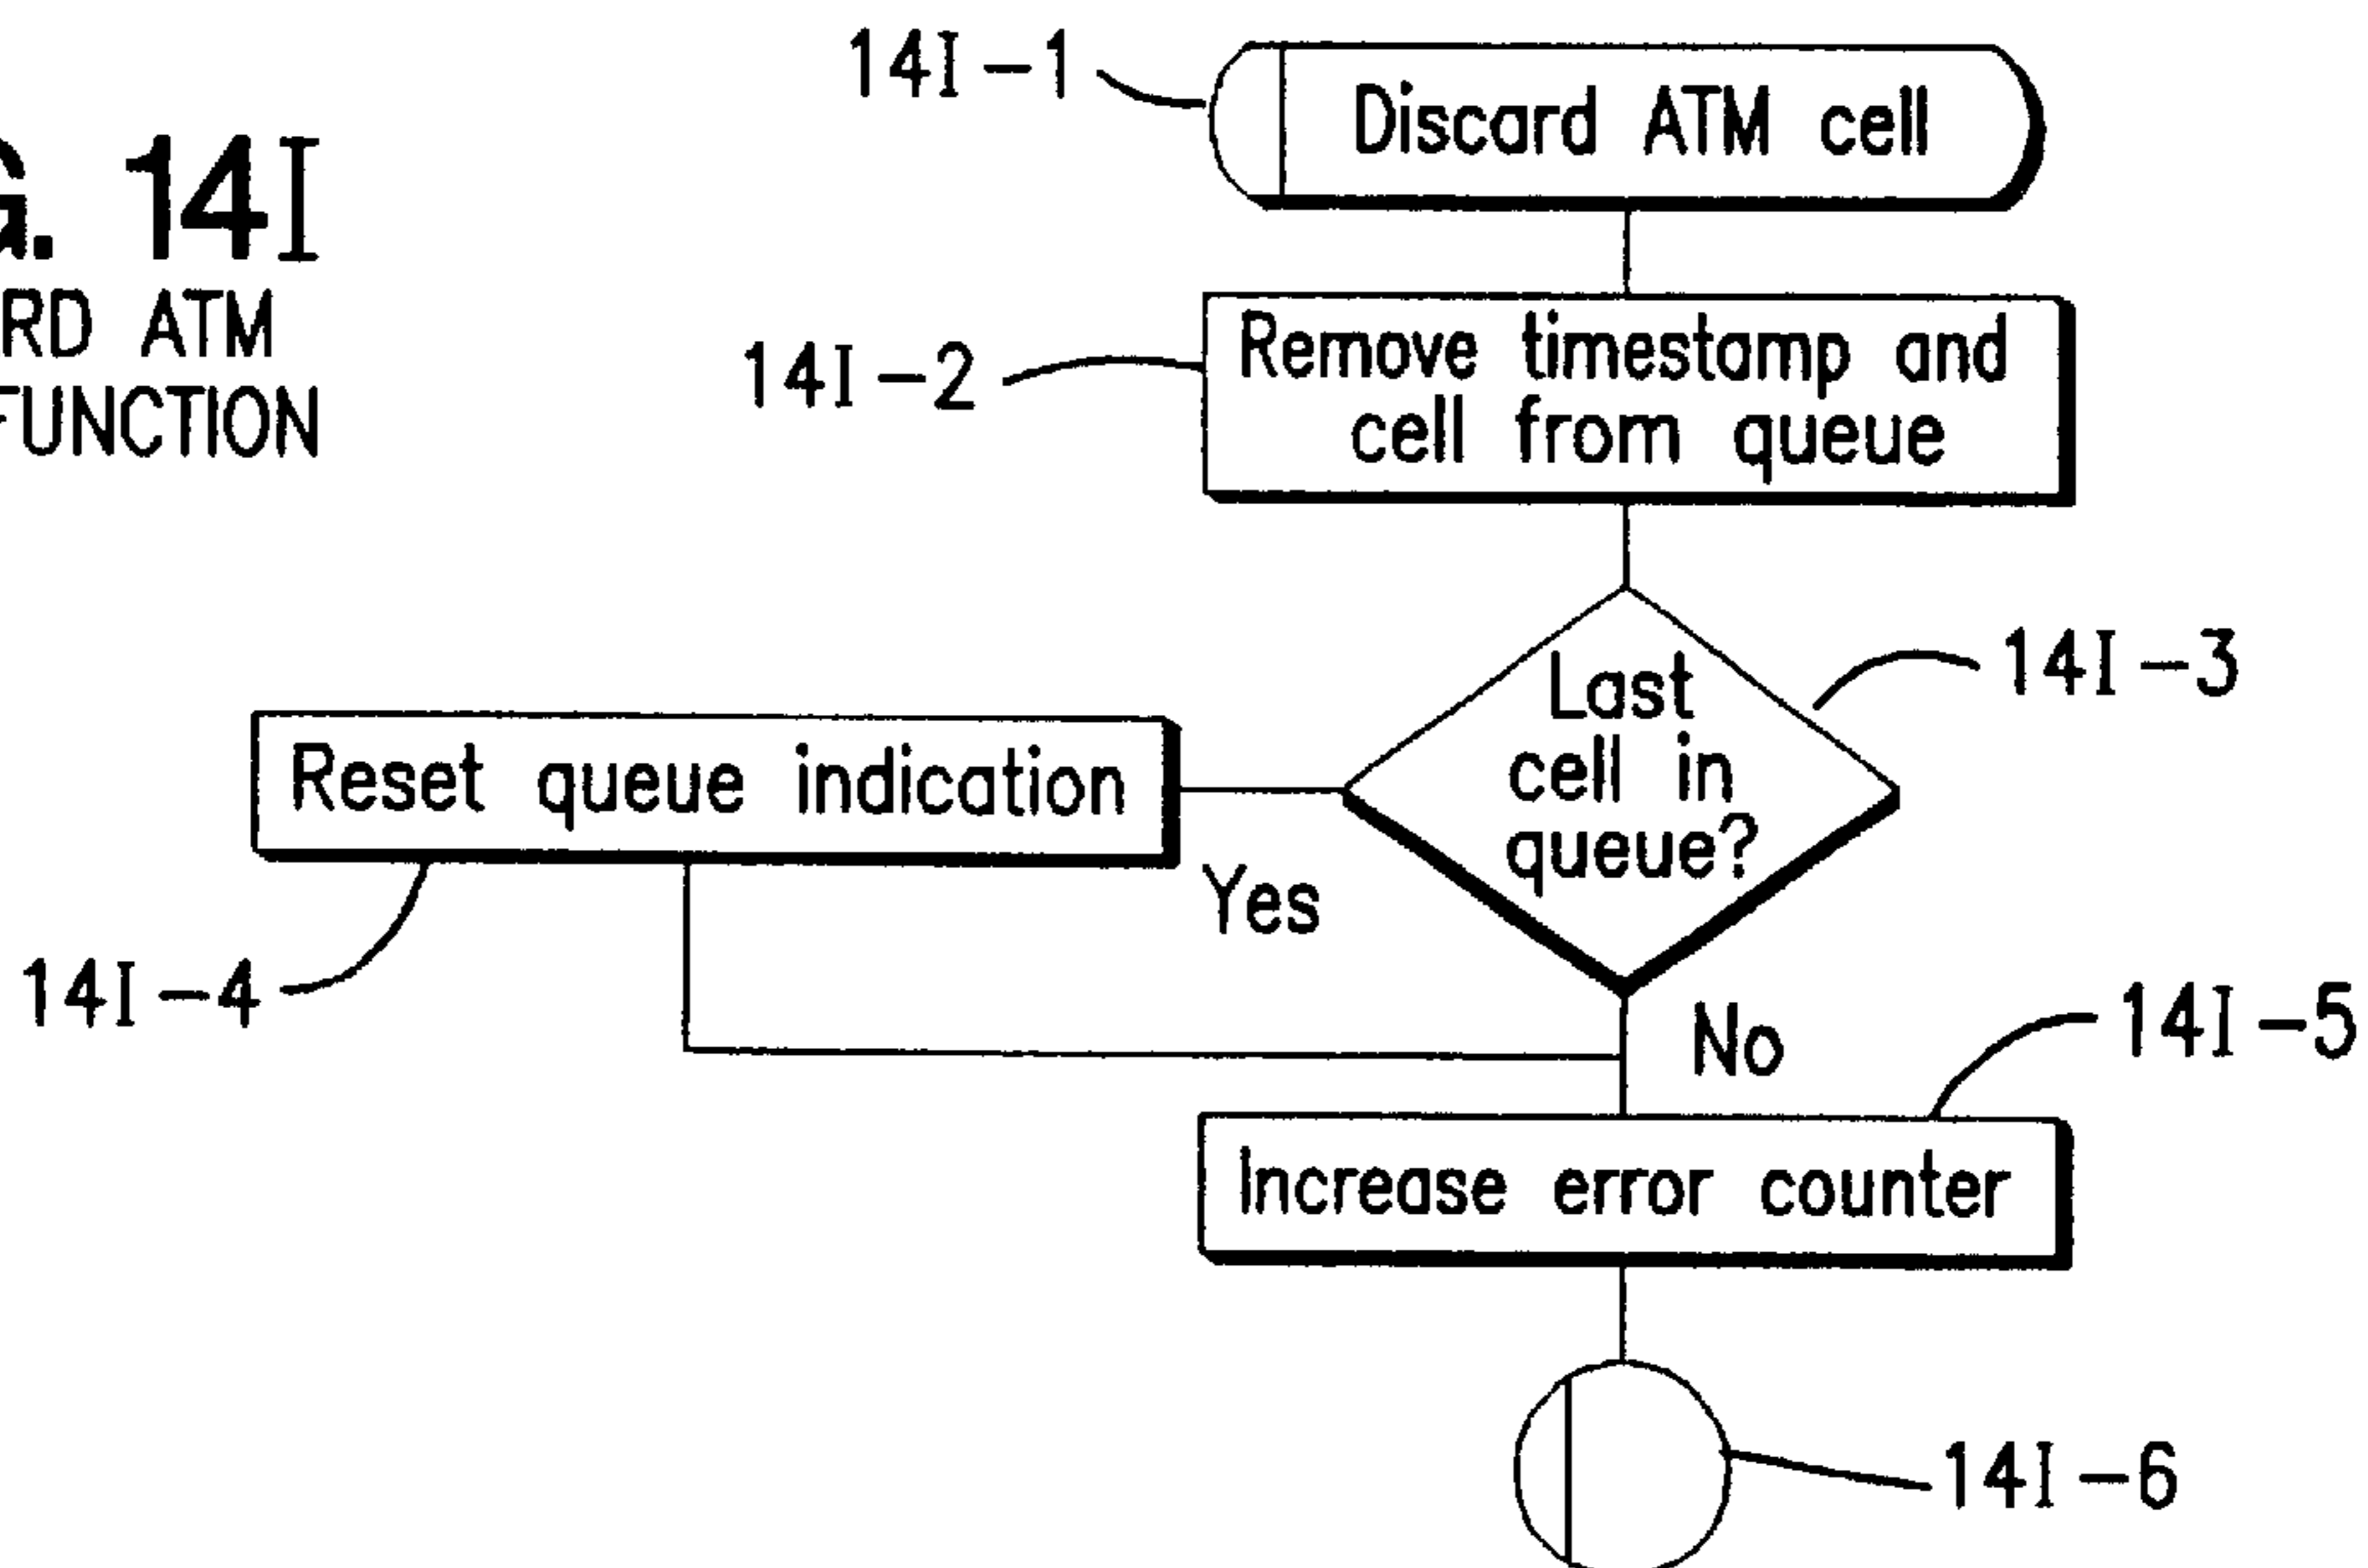 G. 14I
RD ATM
FUNCTION
14I-1
Discard ATM cell
14I-2
Remove timestamp and
cell from queue
14I-3
Last
cell in
queue?
Reset queue indication
Yes
14I-4
No
14I-5
Increase error counter
14I-6